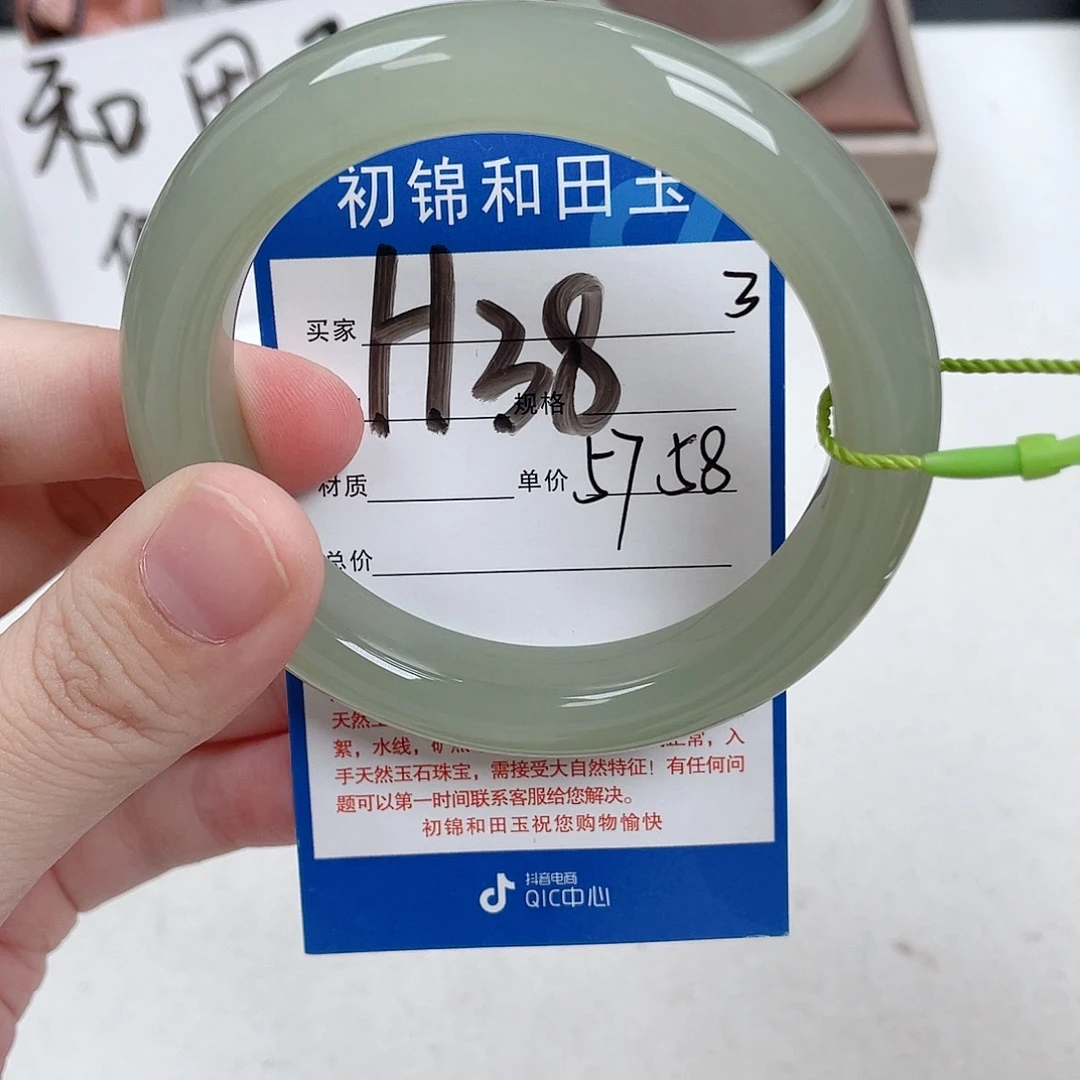 和田
初锦和田玉
买家 H38 3
规格
材质 单价 57 58
总价
天然
絮，水线，矿 正常，入
手天然玉石珠宝，需接受大自然特征！有任何问
题可以第一时间联系客服给您解决。
初锦和田玉祝您购物愉快
抖音电商
QIC中心